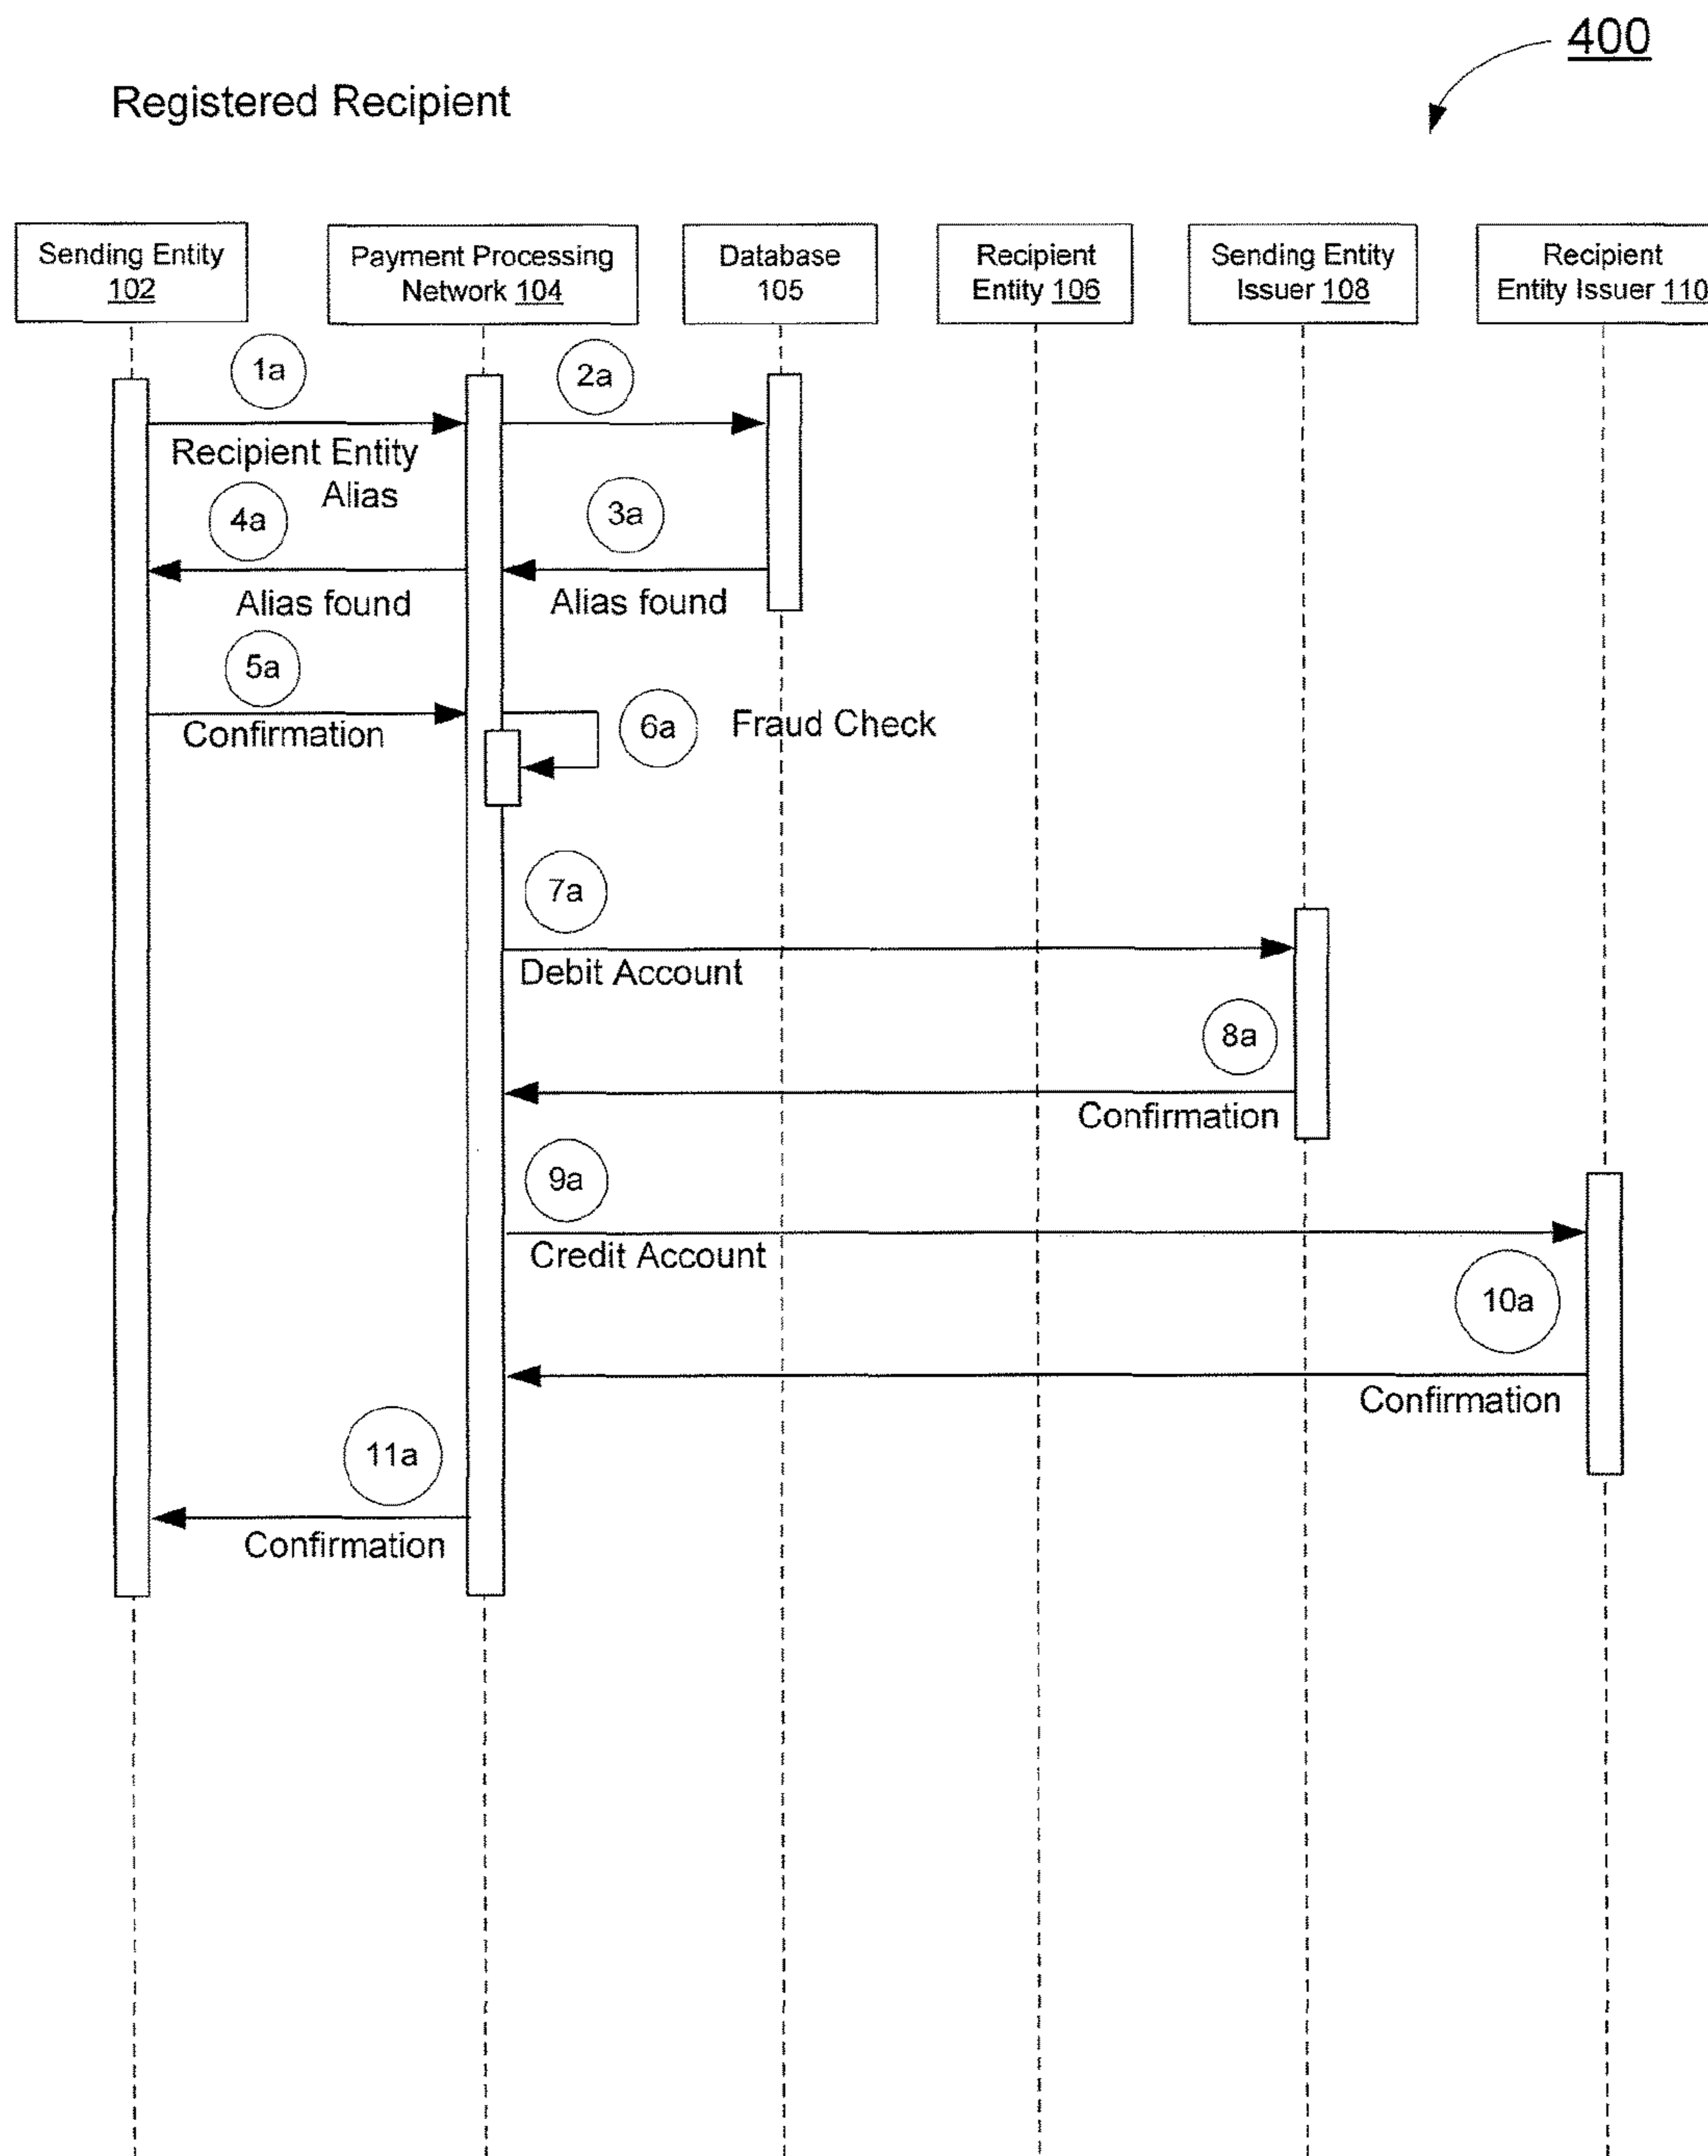 400
Registered Recipient
Sending Entity
102
Payment Processing
Network 104
Database
105
Recipient
Entity 106
Sending Entity
Issuer 108
Recipient
Entity Issuer 110
1a
2a
Recipient Entity
Alias
4a
3a
Alias found
Alias found
5a
Confirmation
6a
Fraud Check
7a
Debit Account
8a
Confirmation
9a
Credit Account
10a
Confirmation
11a
Confirmation